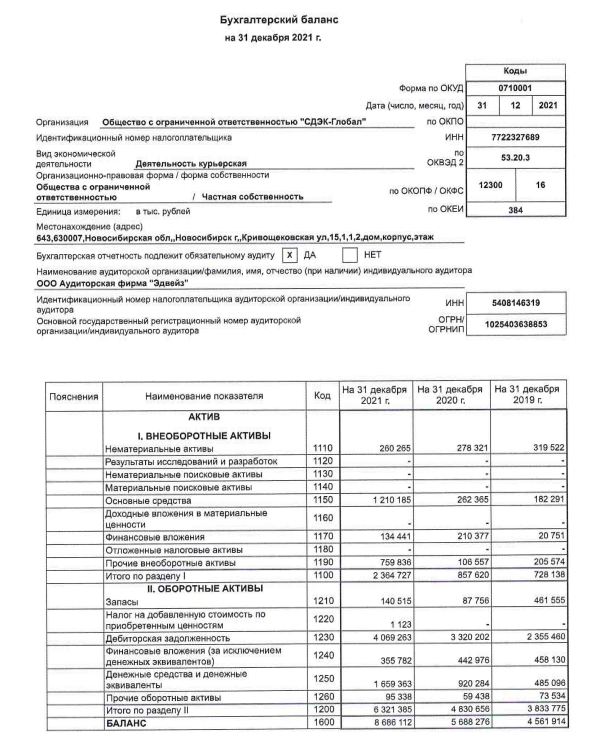 Бухгалтерский баланс
на 31 декабря 2021 г.
Коды
Форма по ОКУД 0710001
Дата (число, месяц, год) 31 12 2021
Организация Общество с ограниченной ответственностью "СДЭК-Глобал" по ОКПО
Идентификационный номер налогоплательщика ИНН 7722327689
Вид экономической деятельности Деятельность курьерская по ОКВЭД 2 53.20.3
Организационно-правовая форма / форма собственности
Общества с ограниченной ответственностью / Частная собственность по ОКОПФ / ОКФС 12300 16
Единица измерения: в тыс. рублей по ОКЕИ 384
Местонахождение (адрес)
643,630007,Новосибирская обл,,Новосибирск г,,Кривощековская ул,15,1,1,2,дом,корпус,этаж
Бухгалтерская отчетность подлежит обязательному аудиту X ДА НЕТ
Наименование аудиторской организации/фамилия, имя, отчество (при наличии) индивидуального аудитора
ООО Аудиторская фирма "Эдвейз"
Идентификационный номер налогоплательщика аудиторской организации/индивидуального аудитора ИНН 5408146319
Основной государственный регистрационный номер аудиторской организации/индивидуального аудитора ОГРН/ОГРНИП 1025403638853
Пояснения Наименование показателя Код На 31 декабря 2021 г. На 31 декабря 2020 г. На 31 декабря 2019 г.
АКТИВ
I. ВНЕОБОРОТНЫЕ АКТИВЫ
Нематериальные активы 1110 260 265 278 321 319 522
Результаты исследований и разработок 1120 - - -
Нематериальные поисковые активы 1130 - - -
Материальные поисковые активы 1140 - - -
Основные средства 1150 1 210 185 262 365 182 291
Доходные вложения в материальные ценности 1160 - - -
Финансовые вложения 1170 134 441 210 377 20 751
Отложенные налоговые активы 1180 - - -
Прочие внеоборотные активы 1190 759 836 106 557 205 574
Итого по разделу I 1100 2 364 727 857 620 728 138
II. ОБОРОТНЫЕ АКТИВЫ
Запасы 1210 140 515 87 756 461 555
Налог на добавленную стоимость по приобретенным ценностям 1220 1 123 - -
Дебиторская задолженность 1230 4 069 263 3 320 202 2 355 460
Финансовые вложения (за исключением денежных эквивалентов) 1240 355 782 442 976 458 130
Денежные средства и денежные эквиваленты 1250 1 659 363 920 284 485 096
Прочие оборотные активы 1260 95 338 59 438 73 534
Итого по разделу II 1200 6 321 385 4 830 656 3 833 775
БАЛАНС 1600 8 686 112 5 688 276 4 561 914